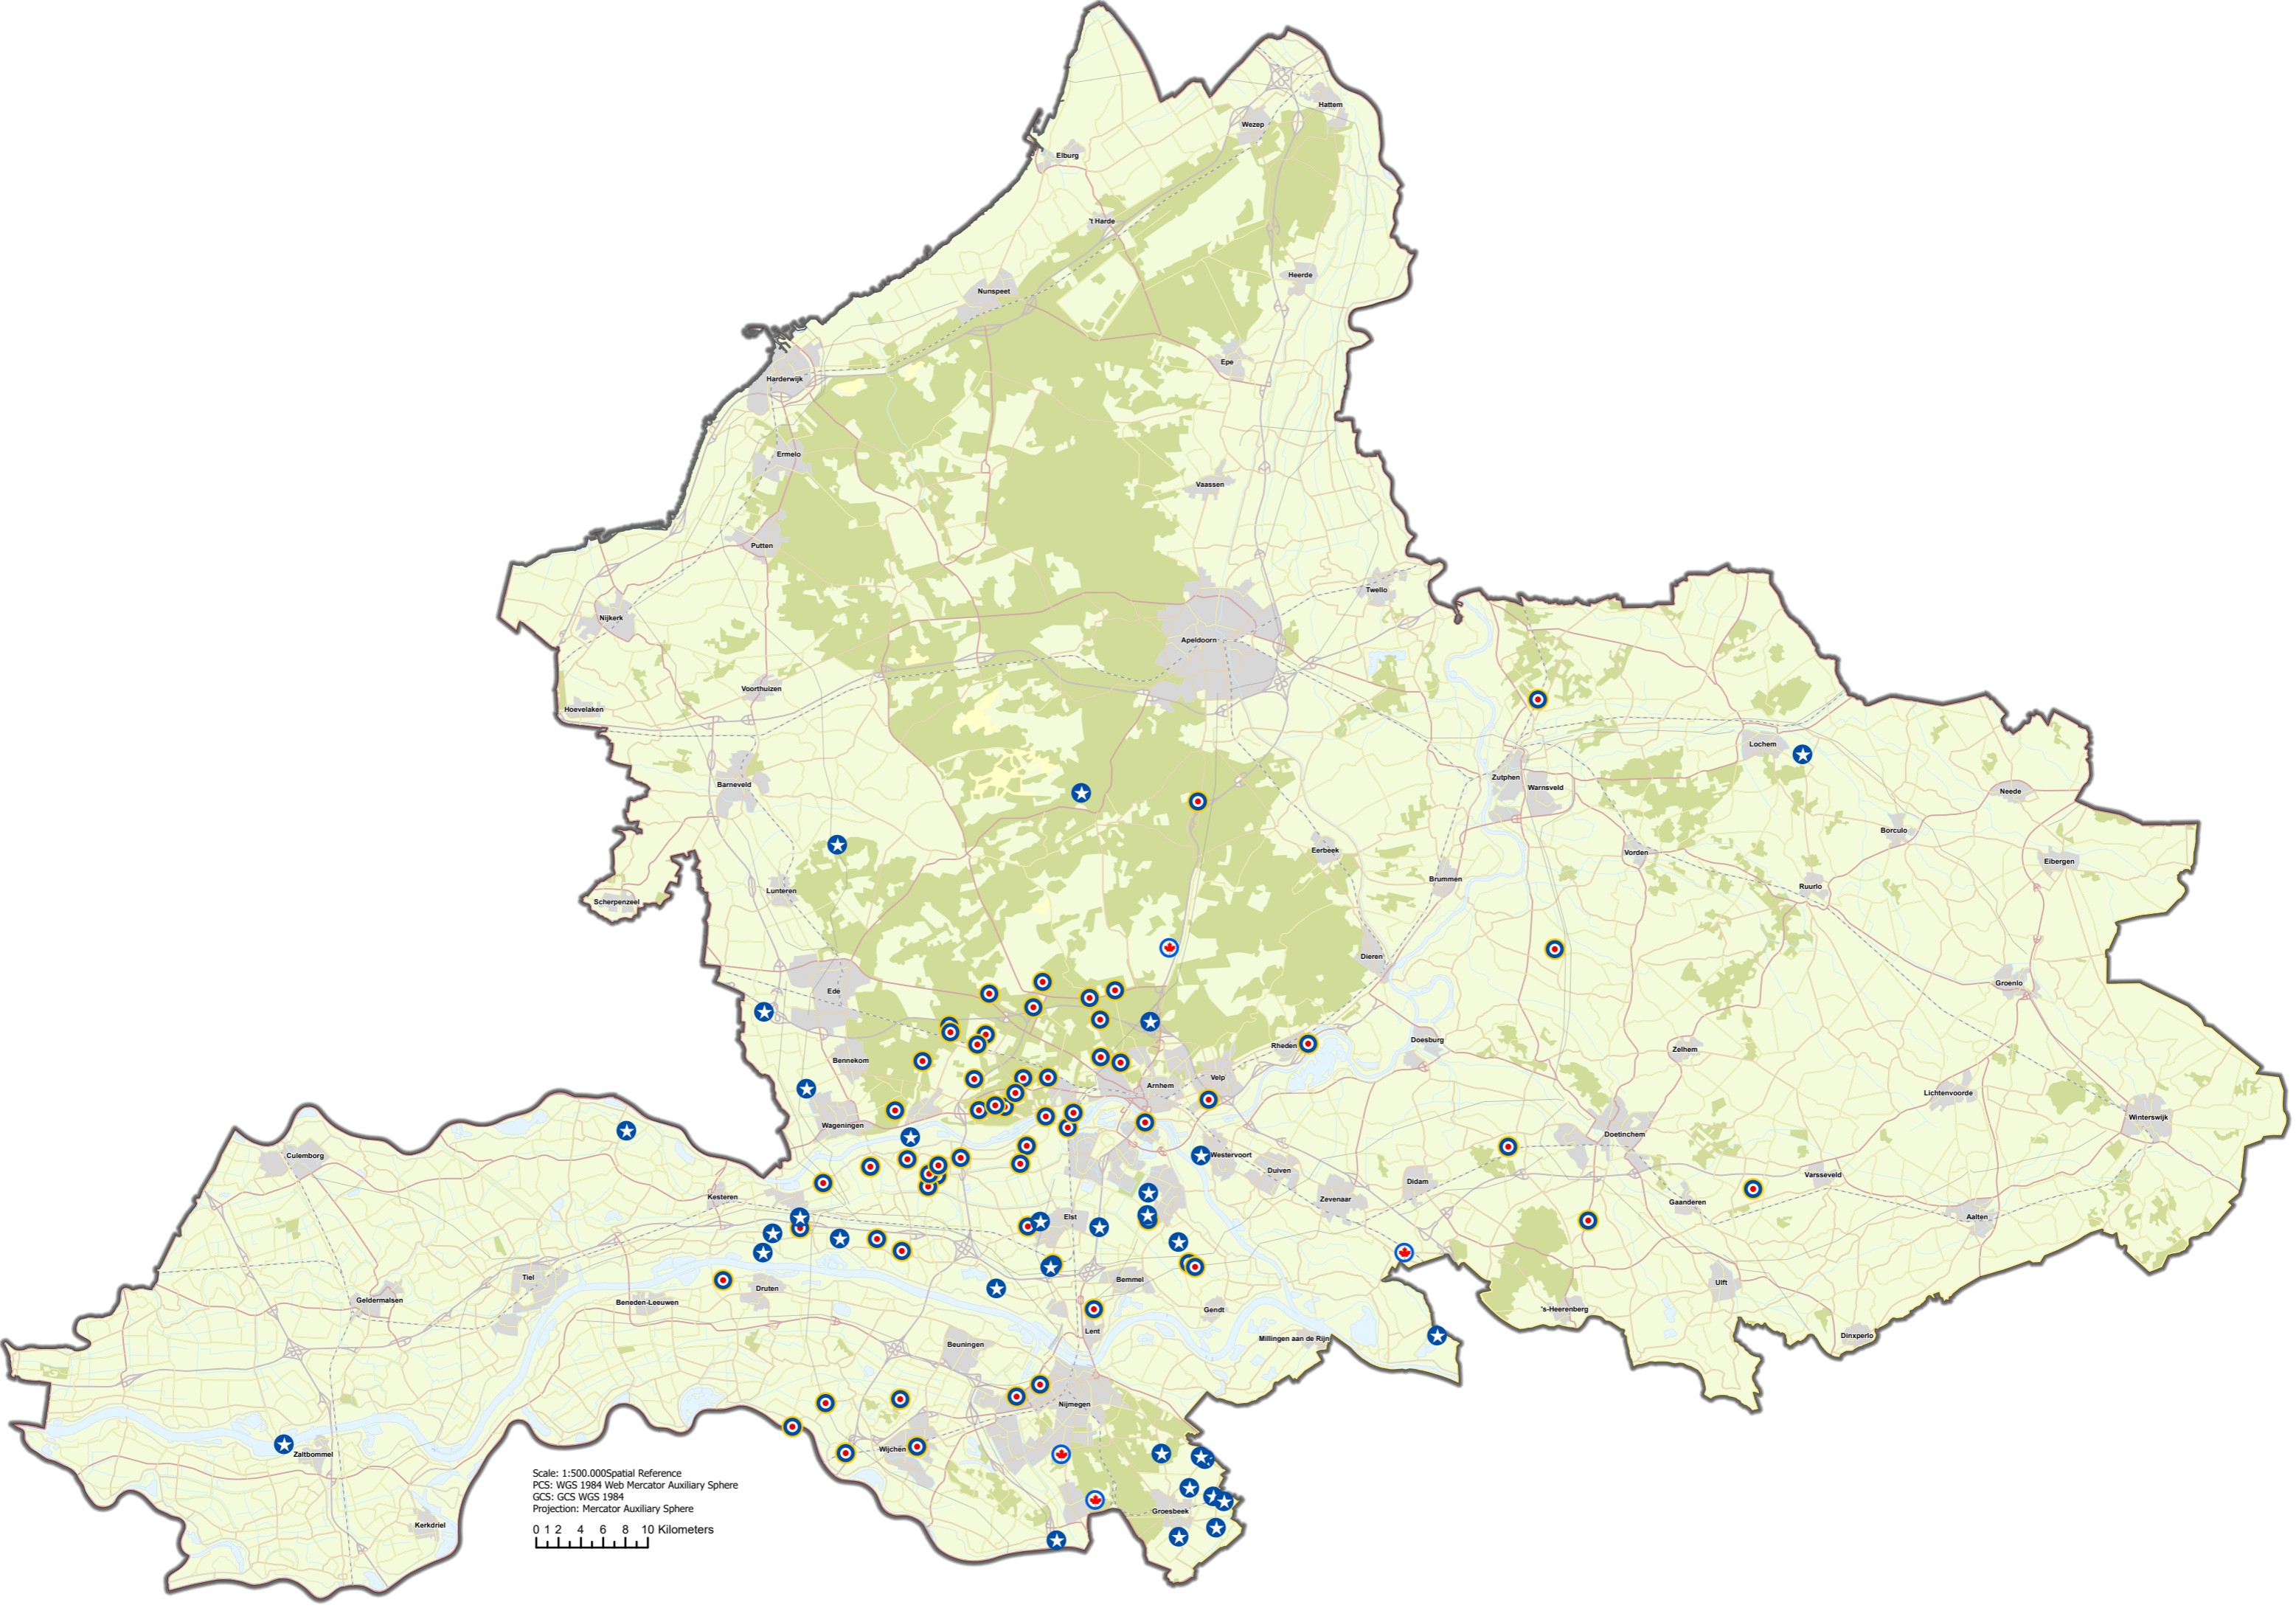 Hattem
Wezep
Elburg
't Harde
Heerde
Nunspeet
Epe
Harderwijk
Ermelo
Vaassen
Putten
Twello
Nijkerk
Apeldoorn
Voorthuizen
Hoevelaken
Lochem
Zutphen
Barneveld
Warnsveld
Neede
Borculo
Eerbeek
Vorden
Eibergen
Brummen
Ruurlo
Lunteren
Scherpenzeel
Dieren
Groenlo
Ede
Doesburg
Rheden
Zelhem
Bennekom
Velp
Arnhem
Lichtenvoorde
Winterswijk
Wageningen
Doetinchem
Culemborg
Westervoort
Duiven
Varsseveld
Didam
Kesteren
Zevenaar
Gaanderen
Elst
Aalten
Tiel
Bemmel
Ulft
Druten
Geldermalsen
Beneden-Leeuwen
Gendt
's-Heerenberg
Lent
Dinxperlo
Millingen aan de Rijn
Beuningen
Nijmegen
Wijchen
Zaltbommel
Groesbeek
Kerkdriel
Scale: 1:500.000Spatial Reference
PCS: WGS 1984 Web Mercator Auxiliary Sphere
GCS: GCS WGS 1984
Projection: Mercator Auxiliary Sphere
0 1 2 4 6 8 10 Kilometers